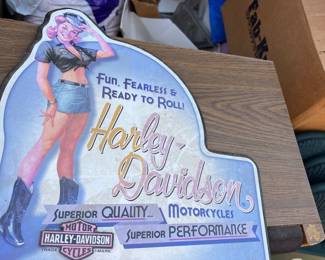 FUN, FEARLESS &
READY TO ROLL!
Harley-
Davidson
SUPERIOR QUALITY... MOTORCYCLES
SUPERIOR PERFORMANCE
MOTOR
HARLEY-DAVIDSON
CYCLES